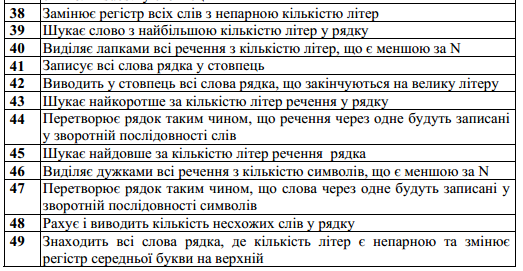 38 Замінює регістр всіх слів з непарною кількістю літер
39 Шукає слово з найбільшою кількістю літер у рядку
40 Виділяє лапками всі речення з кількістю літер, що є меншою за N
41 Записує всі слова рядка у стовпець
42 Виводить у стовпець всі слова рядка, що закінчуються на велику літеру
43 Шукає найкоротше за кількістю літер речення у рядку
44 Перетворює рядок таким чином, що речення через одне будуть записані
у зворотній послідовності слів
45 Шукає найдовше за кількістю літер речення рядка
46 Виділяє дужками всі речення з кількістю символів, що є меншою за N
47 Перетворює рядок таким чином, що слова через одне будуть записані у
зворотній послідовності символів
48 Рахує і виводить кількість несхожих слів у рядку
49 Знаходить всі слова рядка, де кількість літер є непарною та змінює
регістр середньої букви на верхній